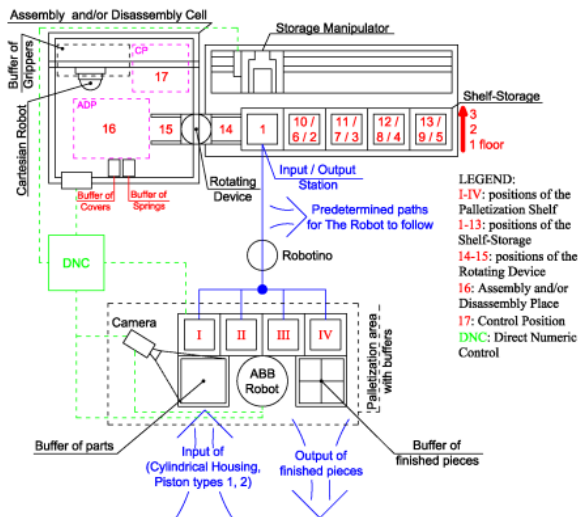 Assembly and/or Disassembly Cell
Storage Manipulator
Buffer of
Grippers
CP
17
Cartesian Robot
ADP
16
15
14
1
10 /
6 / 2
11 /
7 / 3
12 /
8 / 4
13 /
9 / 5
Shelf-Storage
3
2
1 floor
Buffer of
Covers
Buffer of
Springs
Rotating
Device
Input / Output
Station
Predetermined paths
for The Robot to follow
LEGEND:
I-IV: positions of the
Palletization Shelf
1-13: positions of the
Shelf-Storage
14-15: positions of the
Rotating Device
16: Assembly and/or
Disassembly Place
17: Control Position
DNC: Direct Numeric
Control
DNC
Robotino
Camera
I
II
III
IV
ABB
Robot
Palletization area
with buffers
Buffer of parts
Input of
(Cylindrical Housing,
Piston types 1, 2)
Output of
finished pieces
Buffer of
finished pieces